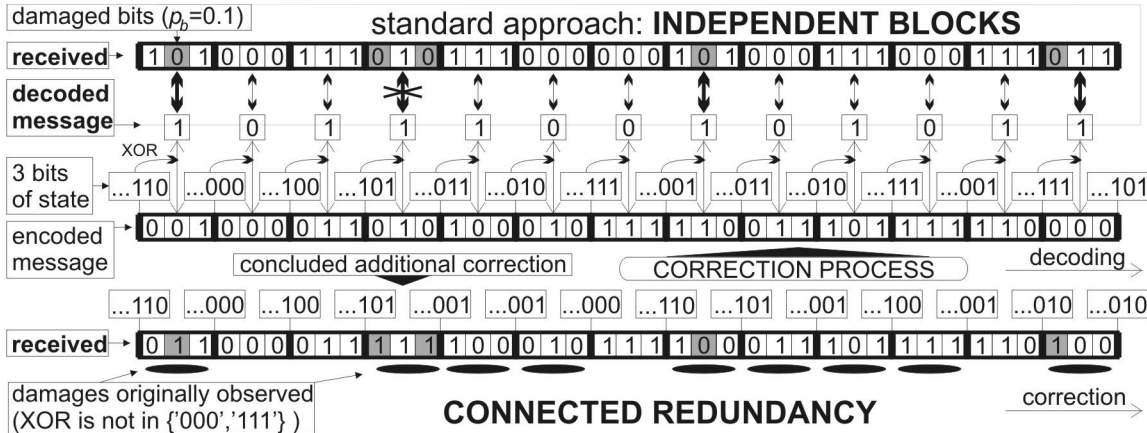 damaged bits (p_b=0.1)
standard approach: INDEPENDENT BLOCKS
received
1 0 1 0 0 0 1 1 1 0 1 0 1 1 1 0 0 0 0 0 0 1 0 1 0 0 0 1 1 1 0 0 0 1 1 1 0 1 1
decoded message
1 0 1 1 1 0 0 1 0 1 0 1 1
XOR
3 bits of state
...110 ...000 ...100 ...101 ...011 ...010 ...111 ...001 ...011 ...010 ...111 ...001 ...111 ...101
encoded message
0 0 1 0 0 0 0 1 1 0 1 0 1 0 0 0 1 0 1 1 1 1 1 0 0 1 1 1 0 1 1 1 1 1 1 0 0 0 0
concluded additional correction
CORRECTION PROCESS
decoding
...110 ...000 ...100 ...101 ...001 ...001 ...000 ...110 ...101 ...001 ...100 ...001 ...010 ...010
received
0 1 1 0 0 0 0 1 1 1 1 1 1 0 0 0 1 0 1 1 1 1 0 0 0 1 1 1 0 1 1 1 1 1 1 0 1 0 0
damages originally observed
(XOR is not in {'000','111'} )
CONNECTED REDUNDANCY
correction